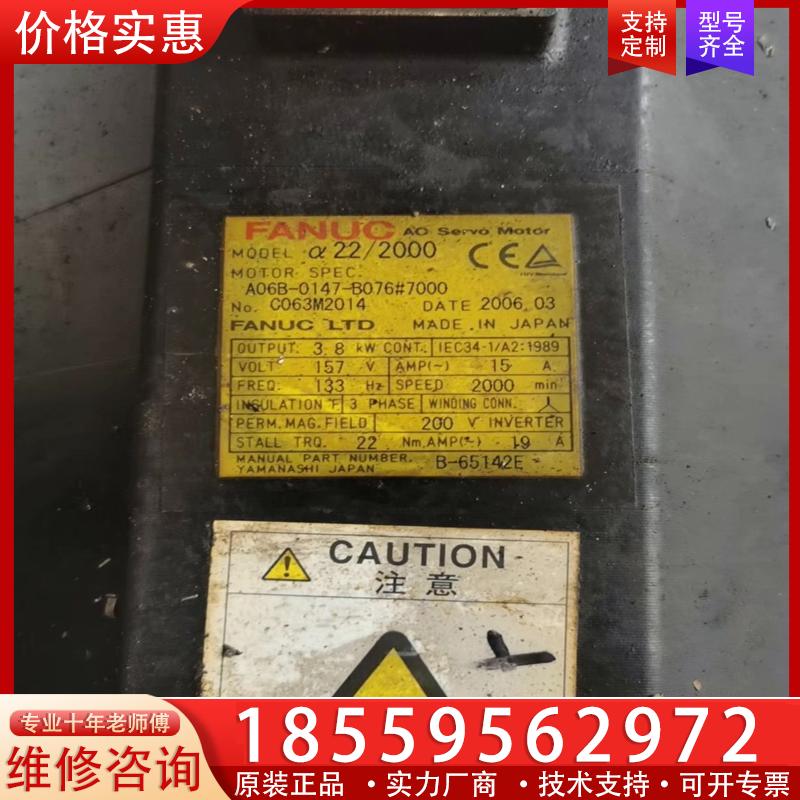 价格实惠
支持
定制
型号
齐全
FANUC AC Servo Motor
MODEL α22/2000
MOTOR SPEC.
A06B-0147-B076#7000
No. C063M2014 DATE 2006.03
FANUC LTD MADE IN JAPAN
OUTPUT 3.8 kW CONT. IEC34-1/A2:1989
VOLT 157 V AMP(~) 15 A
FREQ. 133 Hz SPEED 2000 min
INSULATION F 3 PHASE WINDING CONN.
PERM. MAG. FIELD 200 V INVERTER
STALL TRQ. 22 Nm, AMP(~) 19 A
MANUAL PART NUMBER. B-65142E
YAMANASHI JAPAN
CAUTION
注意
专业十年老师傅
维修咨询
18559562972
原装正品 •实力厂商 •技术支持•可开专票